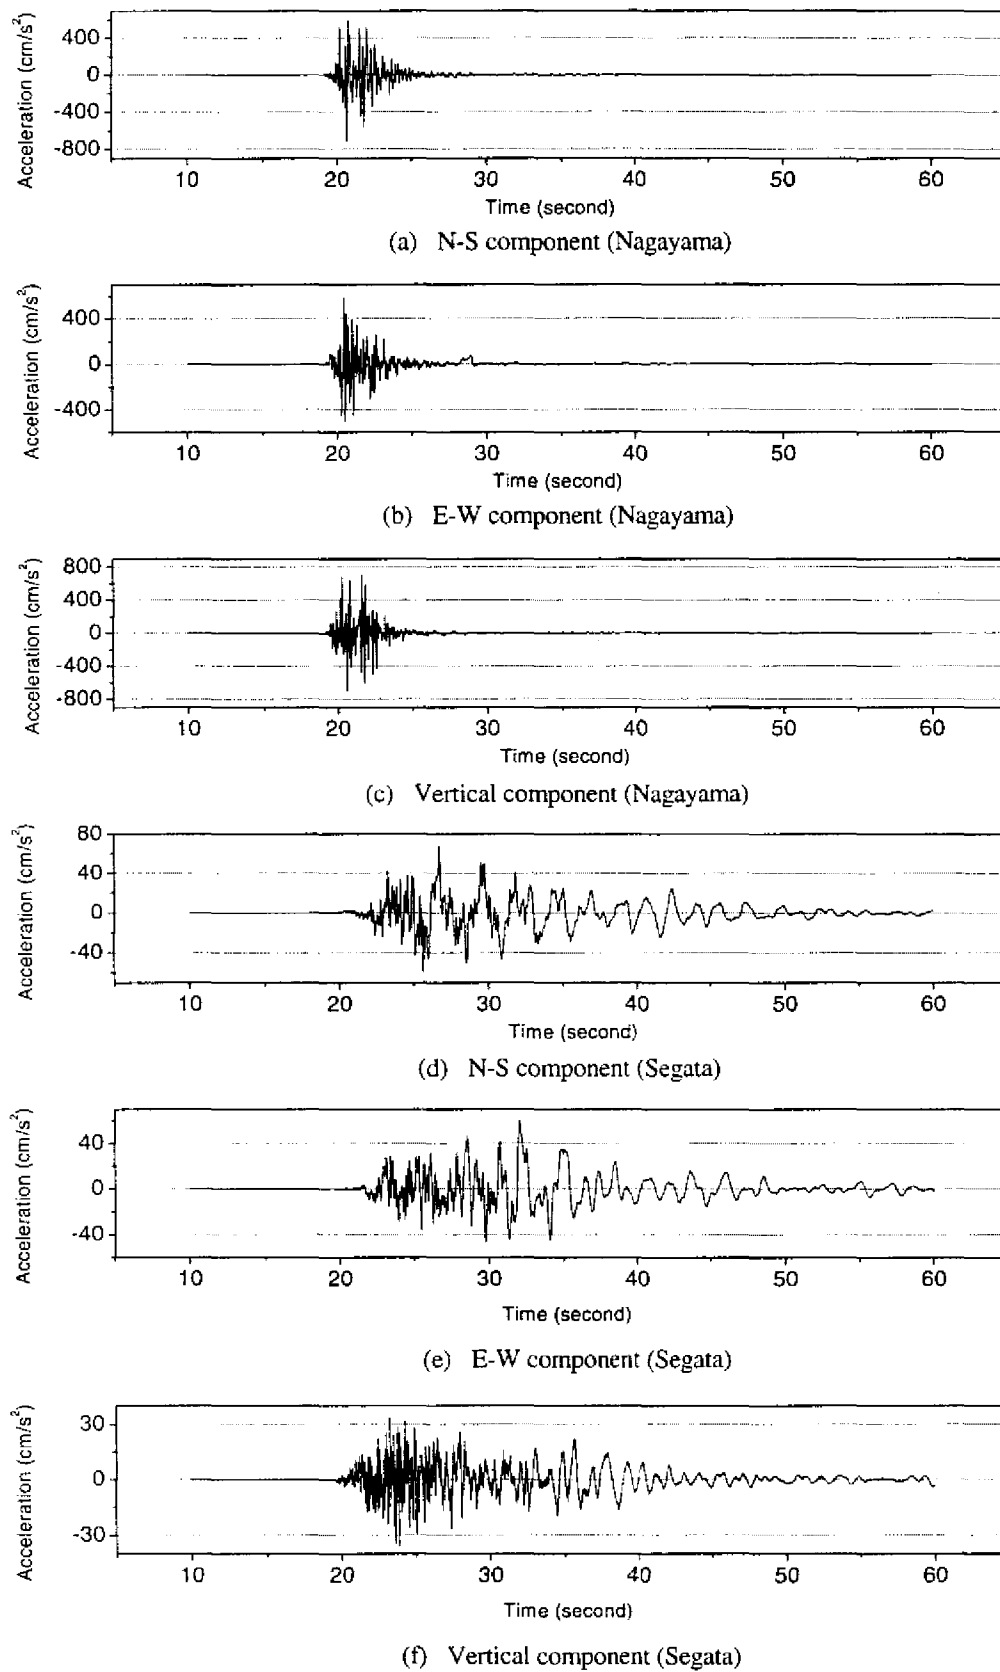 Acceleration (cm/s²)
400
0
-400
-800
10 20 30 40 50 60
Time (second)
(a) N-S component (Nagayama)
Acceleration (cm/s²)
400
0
-400
10 20 30 40 50 60
Time (second)
(b) E-W component (Nagayama)
Acceleration (cm/s²)
800
400
0
-400
-800
10 20 30 40 50 60
Time (second)
(c) Vertical component (Nagayama)
Acceleration (cm/s²)
80
40
0
-40
10 20 30 40 50 60
Time (second)
(d) N-S component (Segata)
Acceleration (cm/s²)
40
0
-40
10 20 30 40 50 60
Time (second)
(e) E-W component (Segata)
Acceleration (cm/s²)
30
0
-30
10 20 30 40 50 60
Time (second)
(f) Vertical component (Segata)